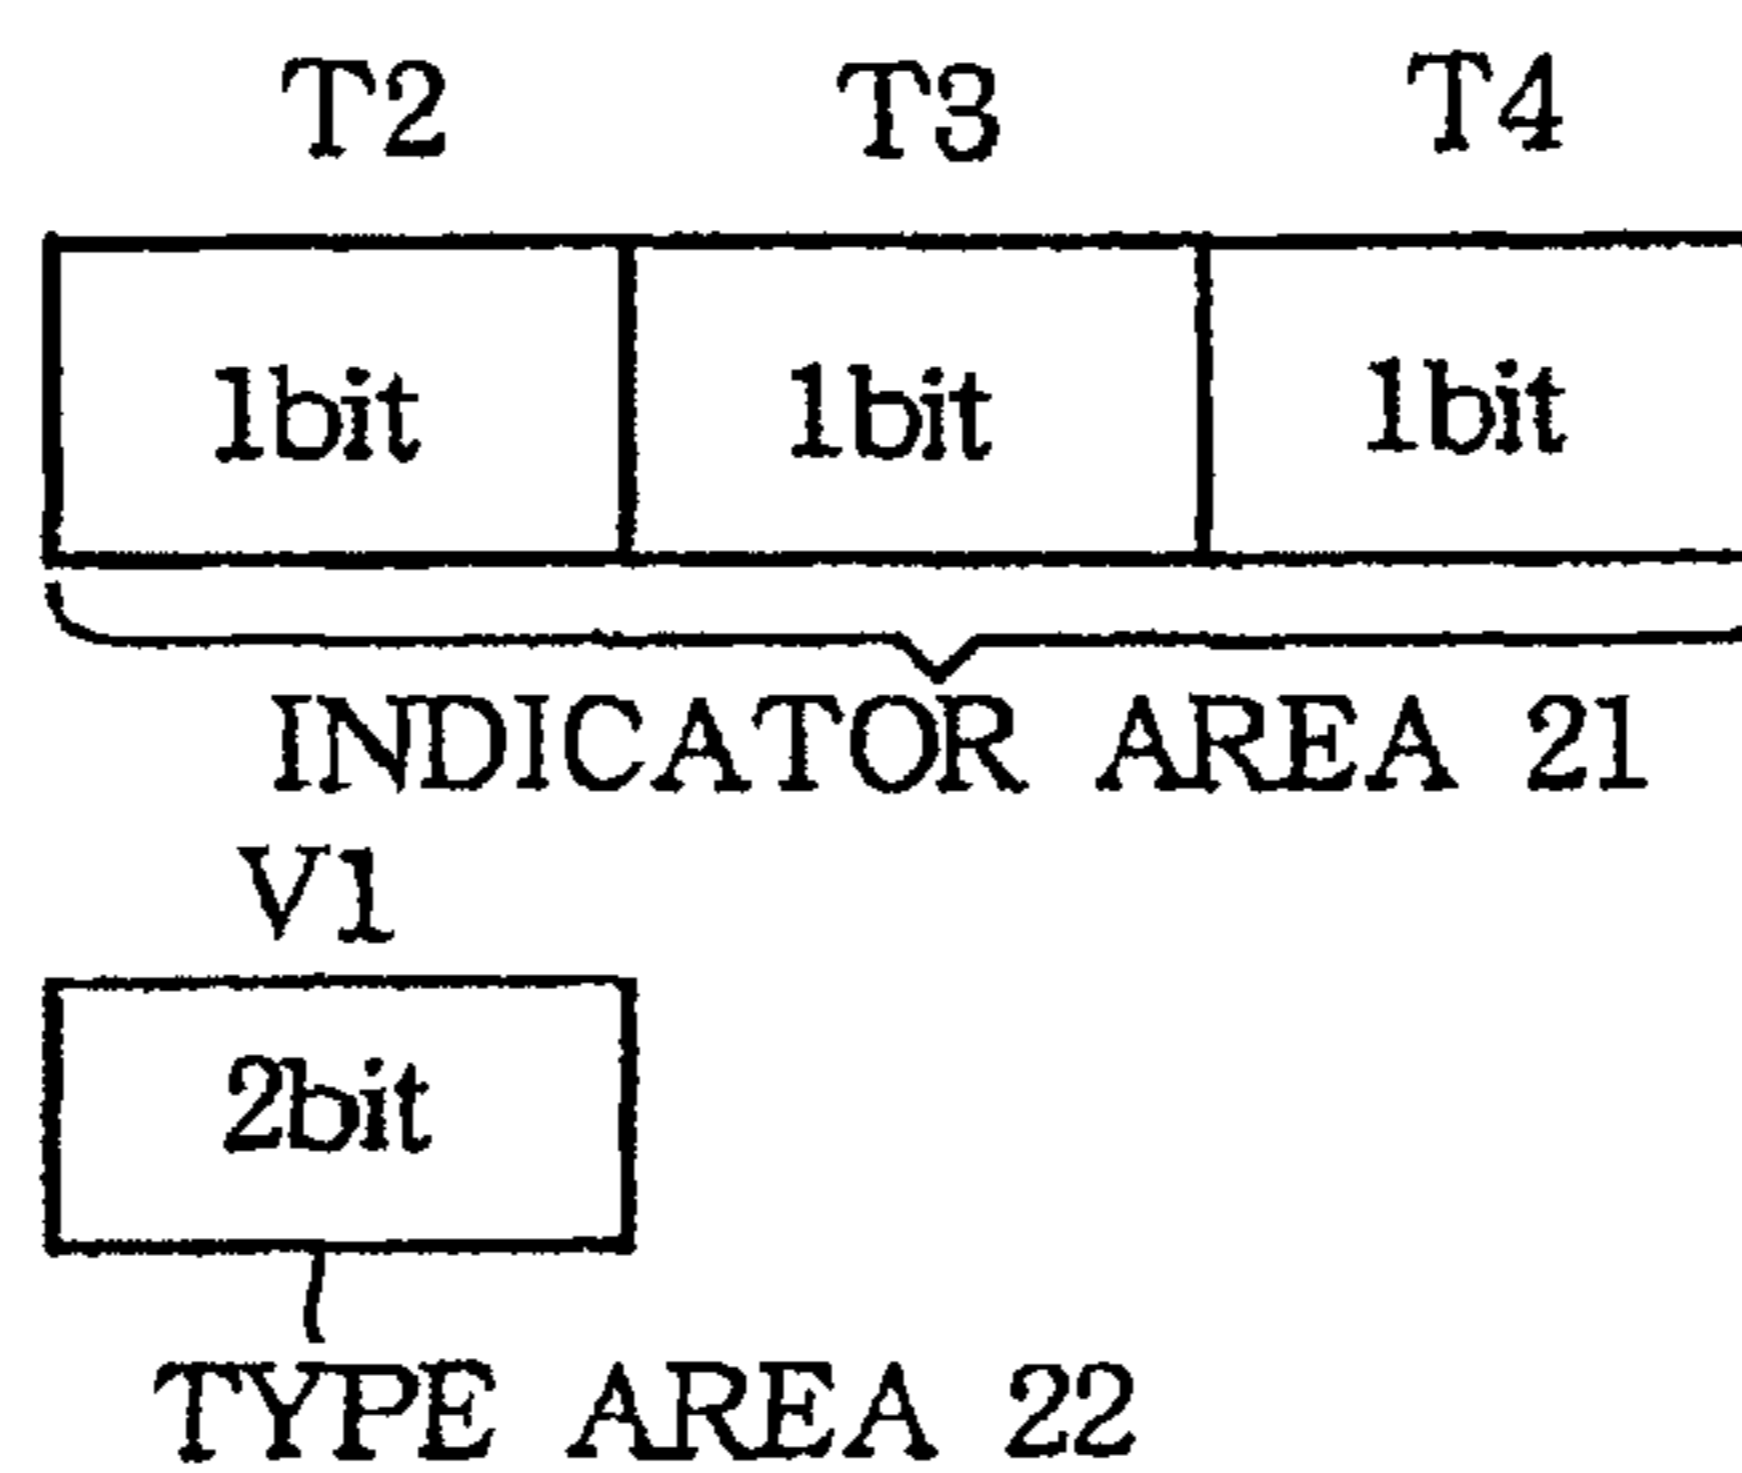 T2 T3 T4
1bit 1bit 1bit
INDICATOR AREA 21
V1
2bit
TYPE AREA 22